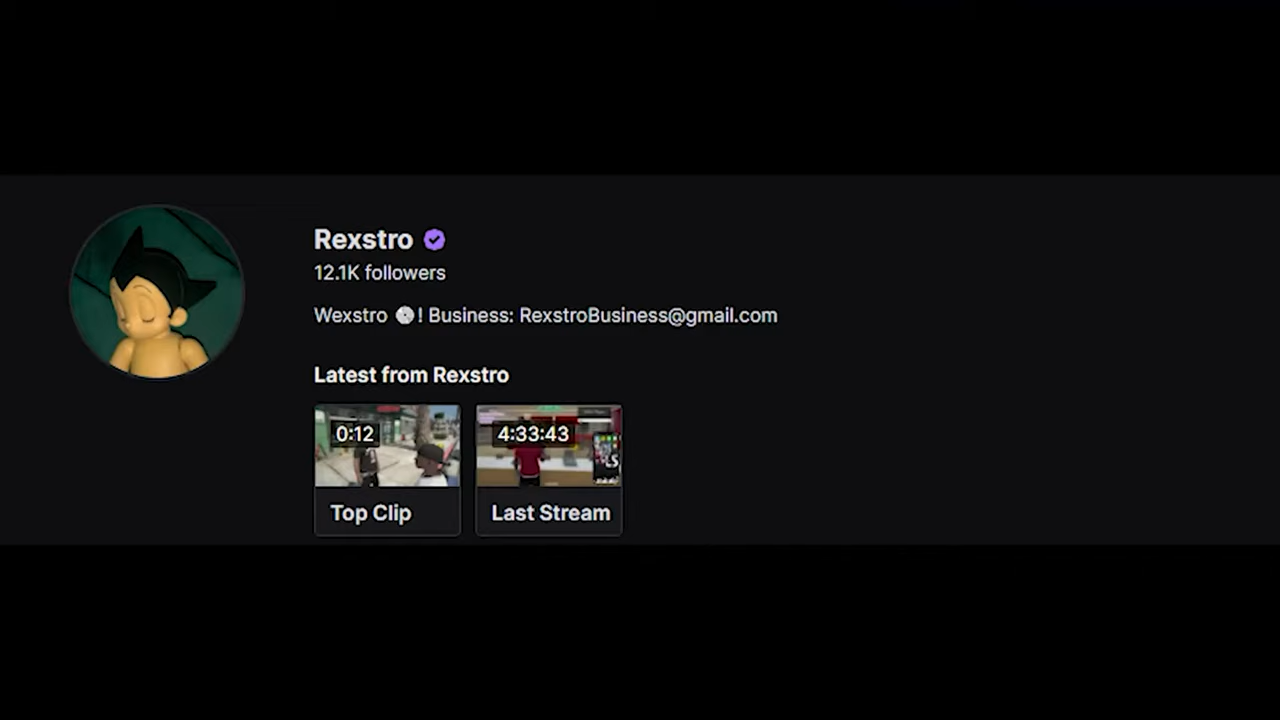 Rexstro
12.1K followers
Wexstro ! Business: RexstroBusiness@gmail.com
Latest from Rexstro
0:12
4:33:43
LS
Top Clip
Last Stream